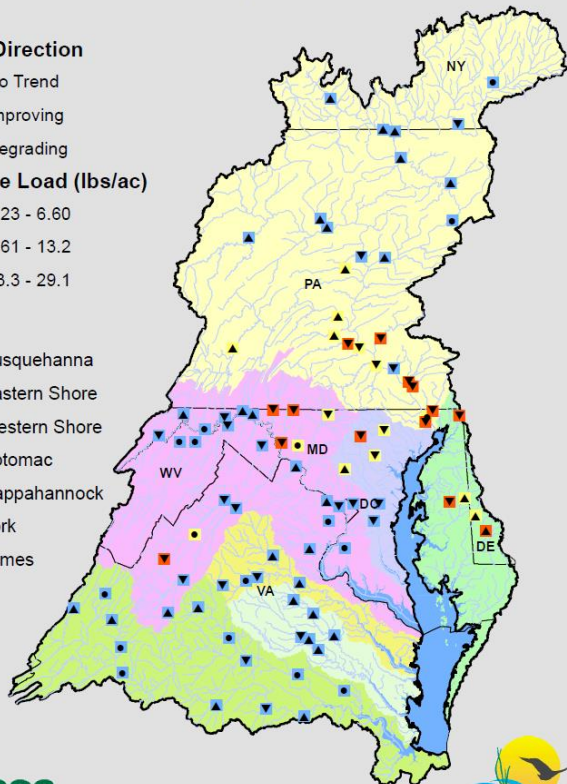 Direction
o Trend
nproving
egrading
e Load (lbs/ac)
23 - 6.60
61 - 13.2
3.3 - 29.1
usquehanna
astern Shore
estern Shore
otomac
appahannock
ork
mes
NY
PA
MD
WV
DC
DE
VA